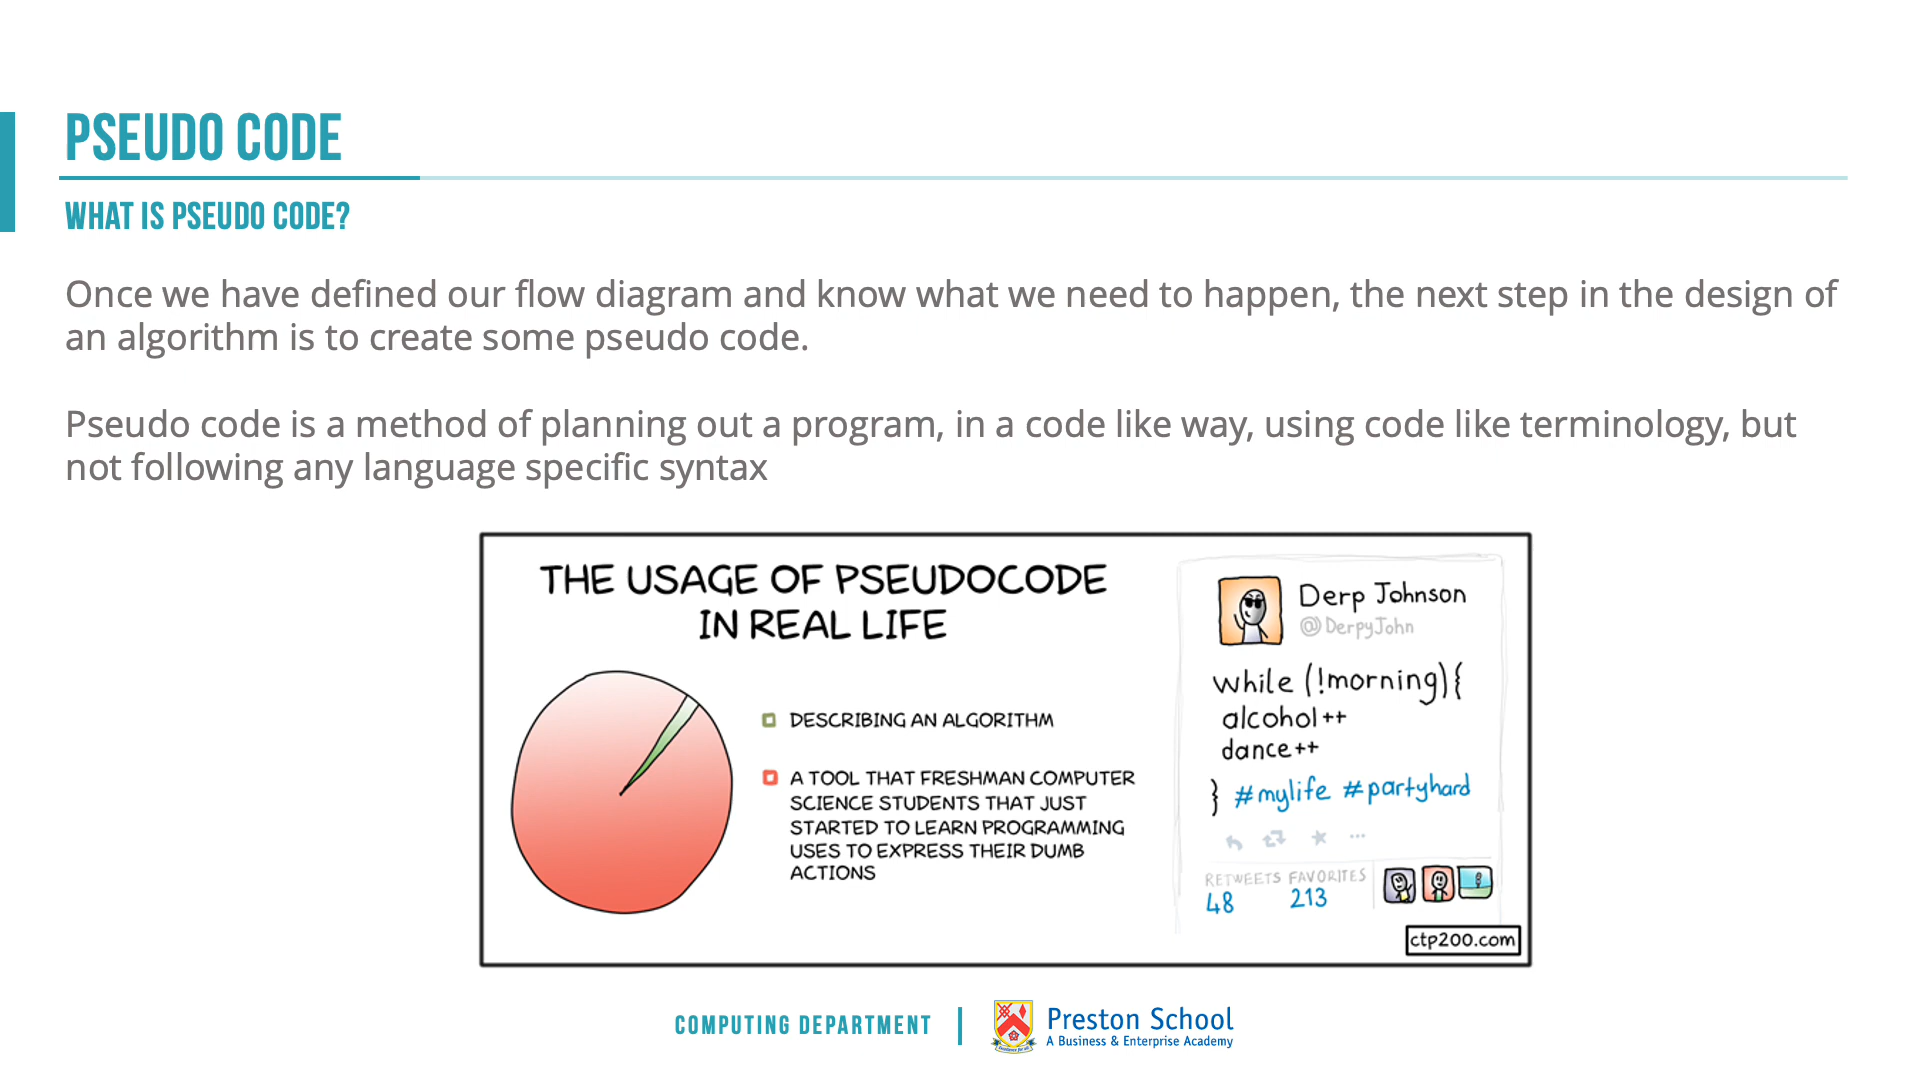 PSEUDO CODE
WHAT IS PSEUDO CODE?
Once we have defined our flow diagram and know what we need to happen, the next step in the design of
an algorithm is to create some pseudo code.
Pseudo code is a method of planning out a program, in a code like way, using code like terminology, but
not following any language specific syntax
THE USAGE OF PSEUDOCODE
IN REAL LIFE
DESCRIBING AN ALGORITHM
A TOOL THAT FRESHMAN COMPUTER
SCIENCE STUDENTS THAT JUST
STARTED TO LEARN PROGRAMMING
USES TO EXPRESS THEIR DUMB
ACTIONS
Derp Johnson
@DerpyJohn
while (!morning){
alcohol++
dance++
} #mylife #partyhard
RETWEETS FAVORITES
48 213
ctp200.com
COMPUTING DEPARTMENT
Preston School
A Business & Enterprise Academy